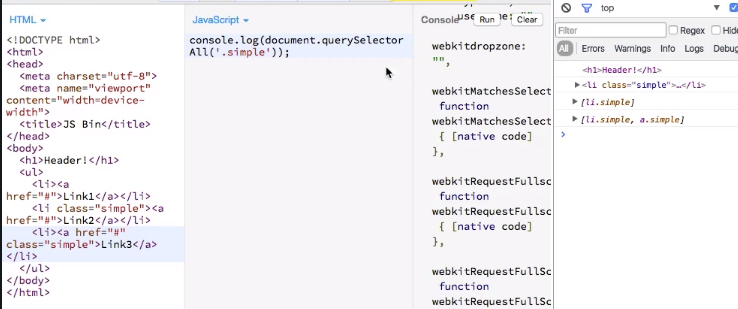 HTML
<!DOCTYPE html>
<html>
<head>
<meta charset="utf-8">
<meta name="viewport"
content="width=device-
width">
<title>JS Bin</title>
</head>
<body>
<h1>Header!</h1>
<ul>
<li><a
href="#">Link1</a></li>
<li class="simple"><a
href="#">Link2</a></li>
<li><a href="#"
class="simple">Link3</a>
</li>
</ul>
</body>
</html>
JavaScript
console.log(document.querySelector
All('.simple'));
Console Run Clear
webkitdropzone:
"",
webkitMatchesSelect
function
webkitMatchesSelect
{ [native code]
},
webkitRequestFullsc
function
webkitRequestFullsc
{ [native code]
},
webkitRequestFullSc
function
webkitRequestFullSc
top
Filter Regex Hide
All Errors Warnings Info Logs Debug
<h1>Header!</h1>
<li class="simple">…</li>
[li.simple]
[li.simple, a.simple]